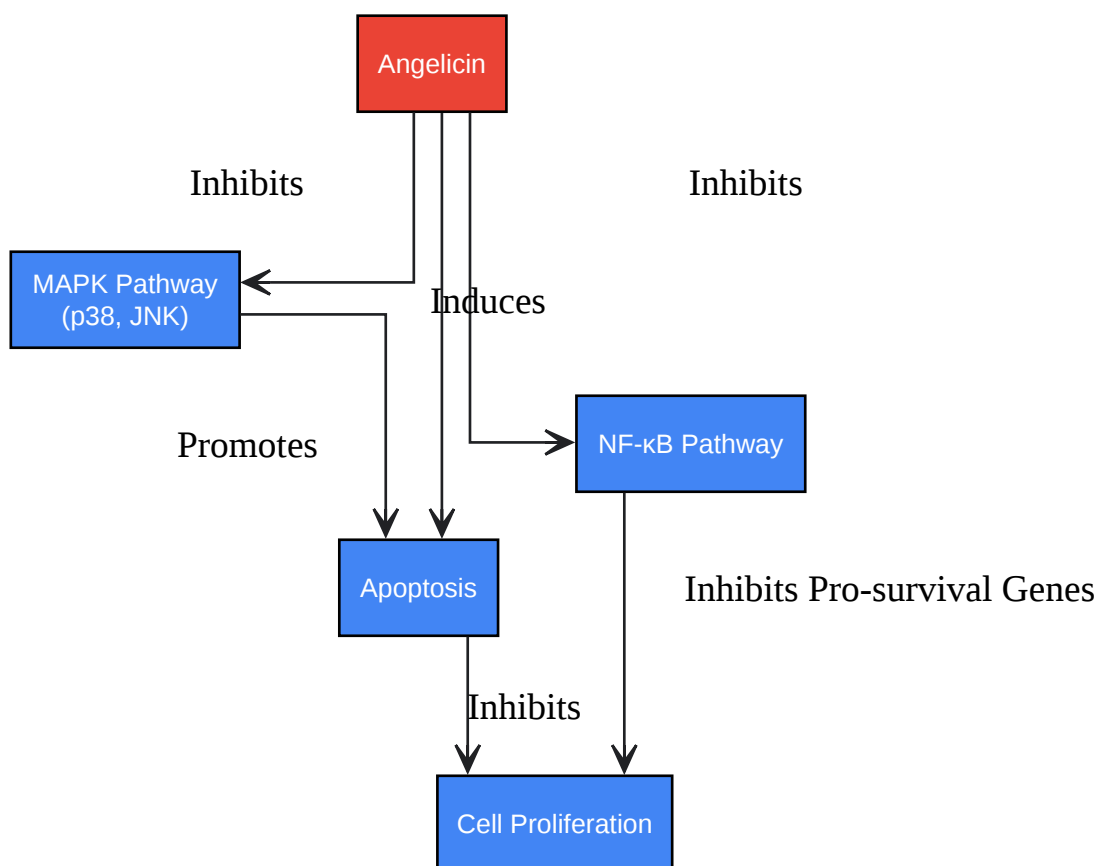 Angelicin
Inhibits
Inhibits
MAPK Pathway
(p38, JNK)
Induces
Promotes
NF-κB Pathway
Apoptosis
Inhibits Pro-survival Genes
Inhibits
Cell Proliferation